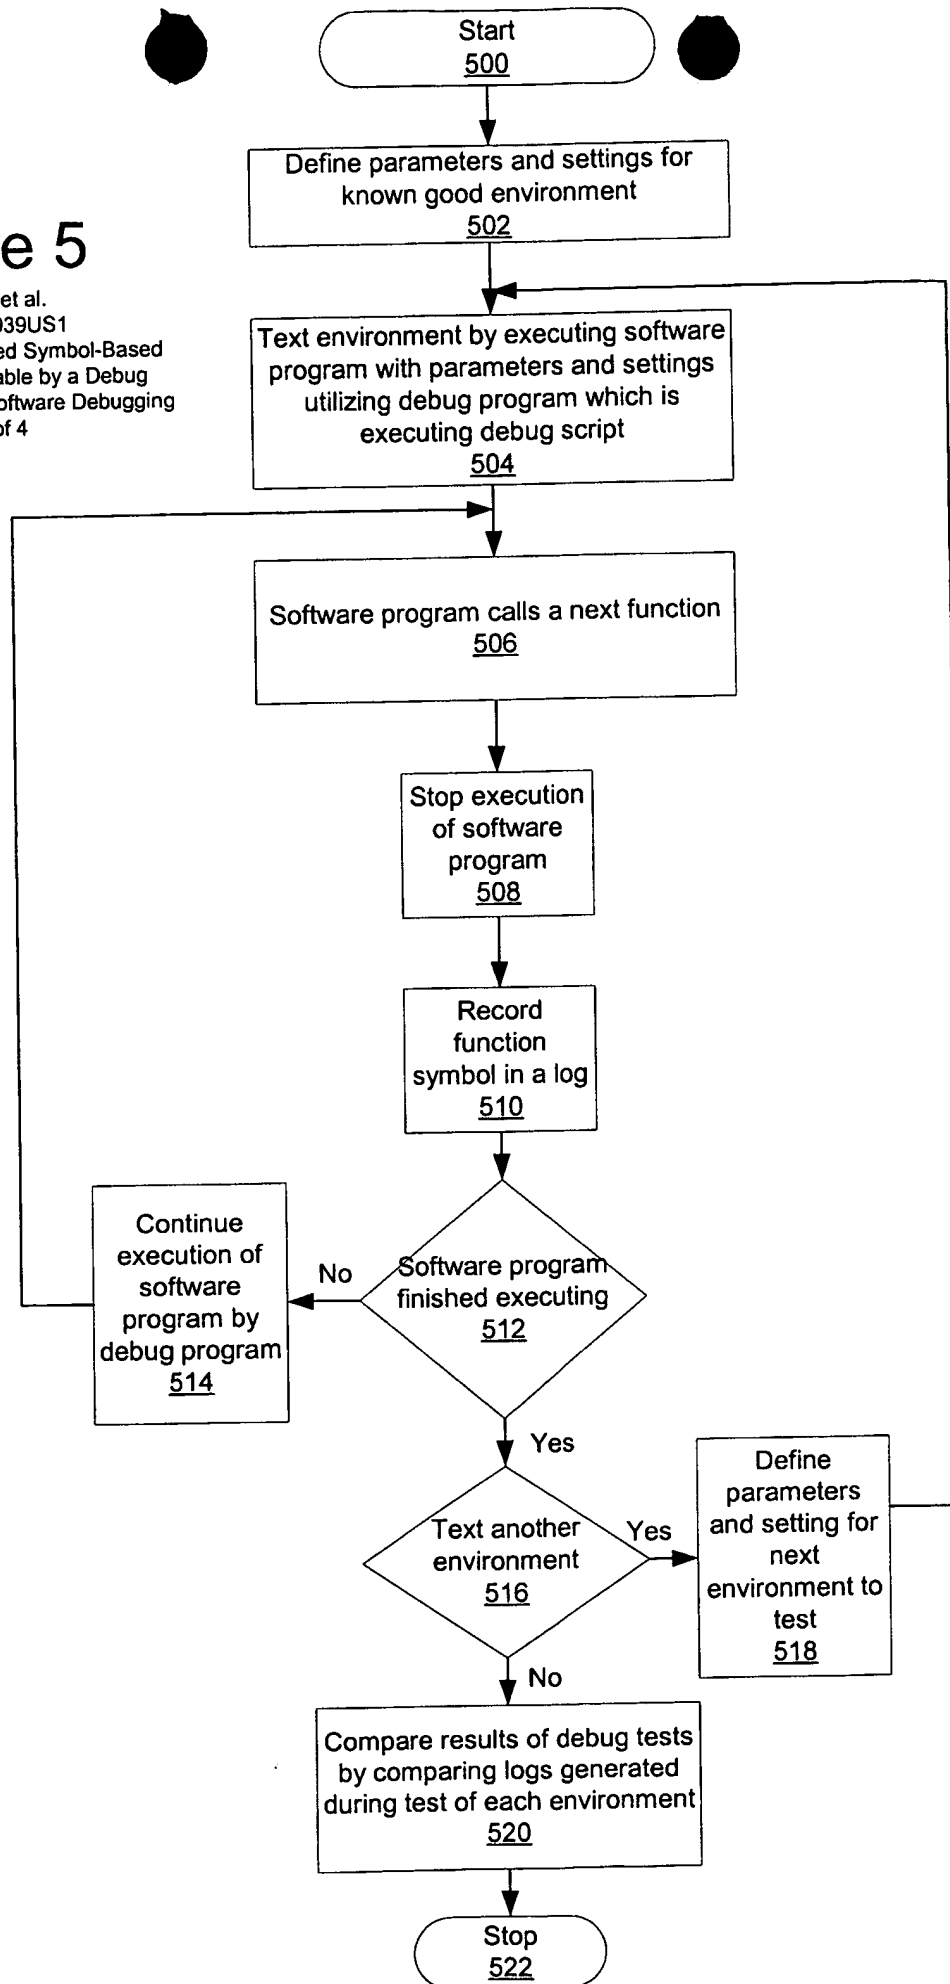 Start
500
Define parameters and settings for
known good environment
502
e 5
et al.
039US1
ed Symbol-Based
able by a Debug
oftware Debugging
of 4
Text environment by executing software
program with parameters and settings
utilizing debug program which is
executing debug script
504
Software program calls a next function
506
Stop execution
of software
program
508
Record
function
symbol in a log
510
Software program
finished executing
512
No
Continue
execution of
software
program by
debug program
514
Yes
Text another
environment
516
Yes
Define
parameters
and setting for
next
environment to
test
518
No
Compare results of debug tests
by comparing logs generated
during test of each environment
520
Stop
522